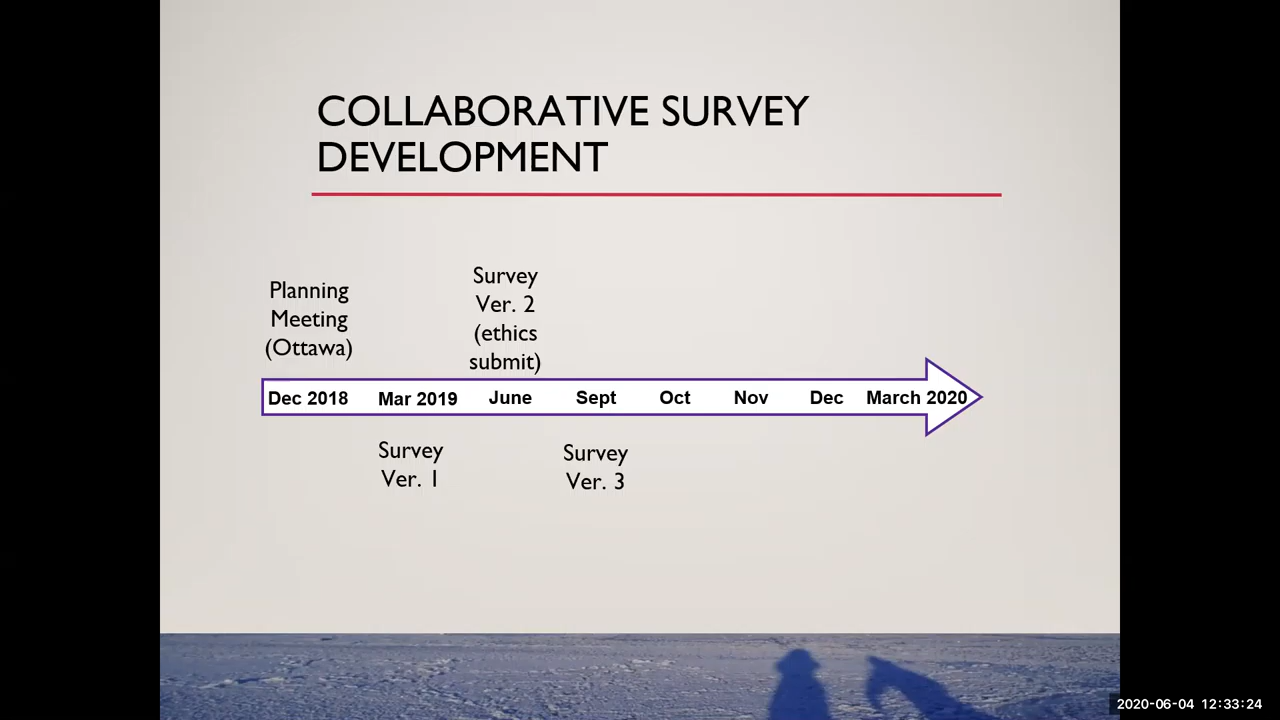 COLLABORATIVE SURVEY
DEVELOPMENT
Planning
Meeting
(Ottawa)
Survey
Ver. 2
(ethics
submit)
Dec 2018 Mar 2019 June Sept Oct Nov Dec March 2020
Survey
Ver. 1
Survey
Ver. 3
2020-06-04 12:33:24